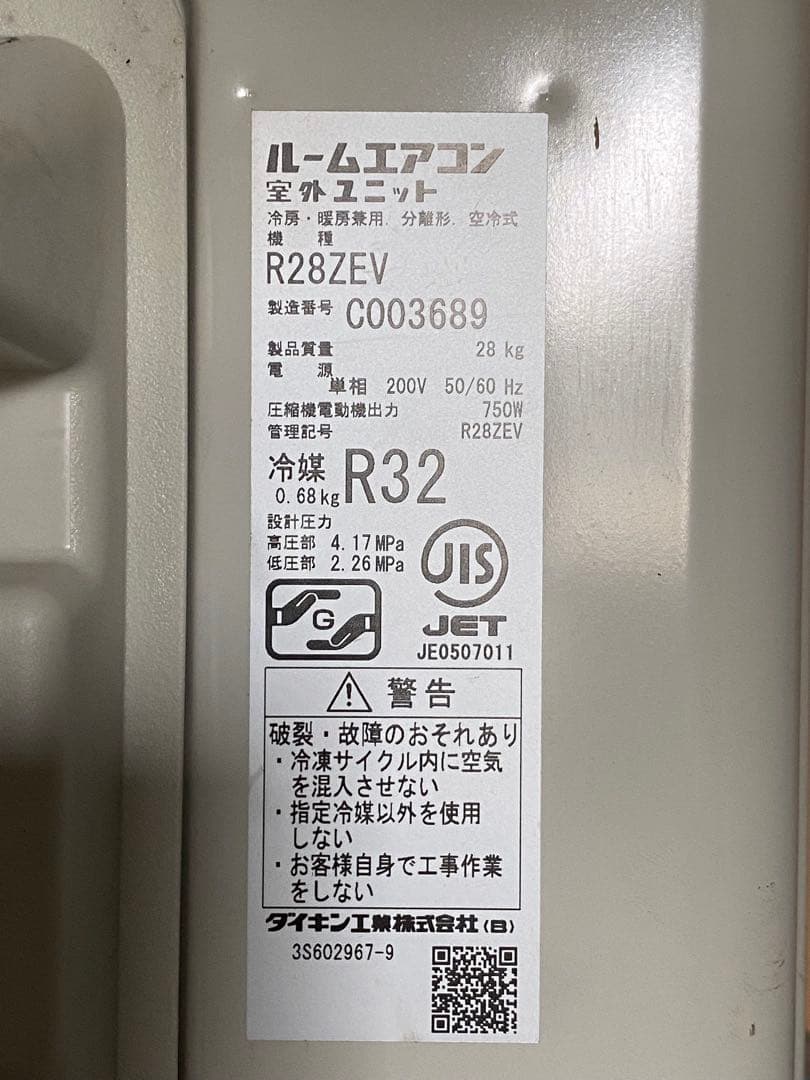 ルームエアコン
室外ユニット
冷房・暖房兼用. 分離形. 空冷式
機 種
R28ZEV
製造番号 C003689
製品質量 28 kg
電 源
単相 200V 50/60 Hz
圧縮機電動機出力 750W
管理記号 R28ZEV
冷媒 R32
0.68kg
設計圧力
高圧部 4.17MPa
低圧部 2.26MPa
JIS
G
JET
JE0507011
警告
破裂・故障のおそれあり
・冷凍サイクル内に空気
を混入させない
・指定冷媒以外を使用
しない
・お客様自身で工事作業
をしない
ダイキン工業株式会社(B)
3S602967-9